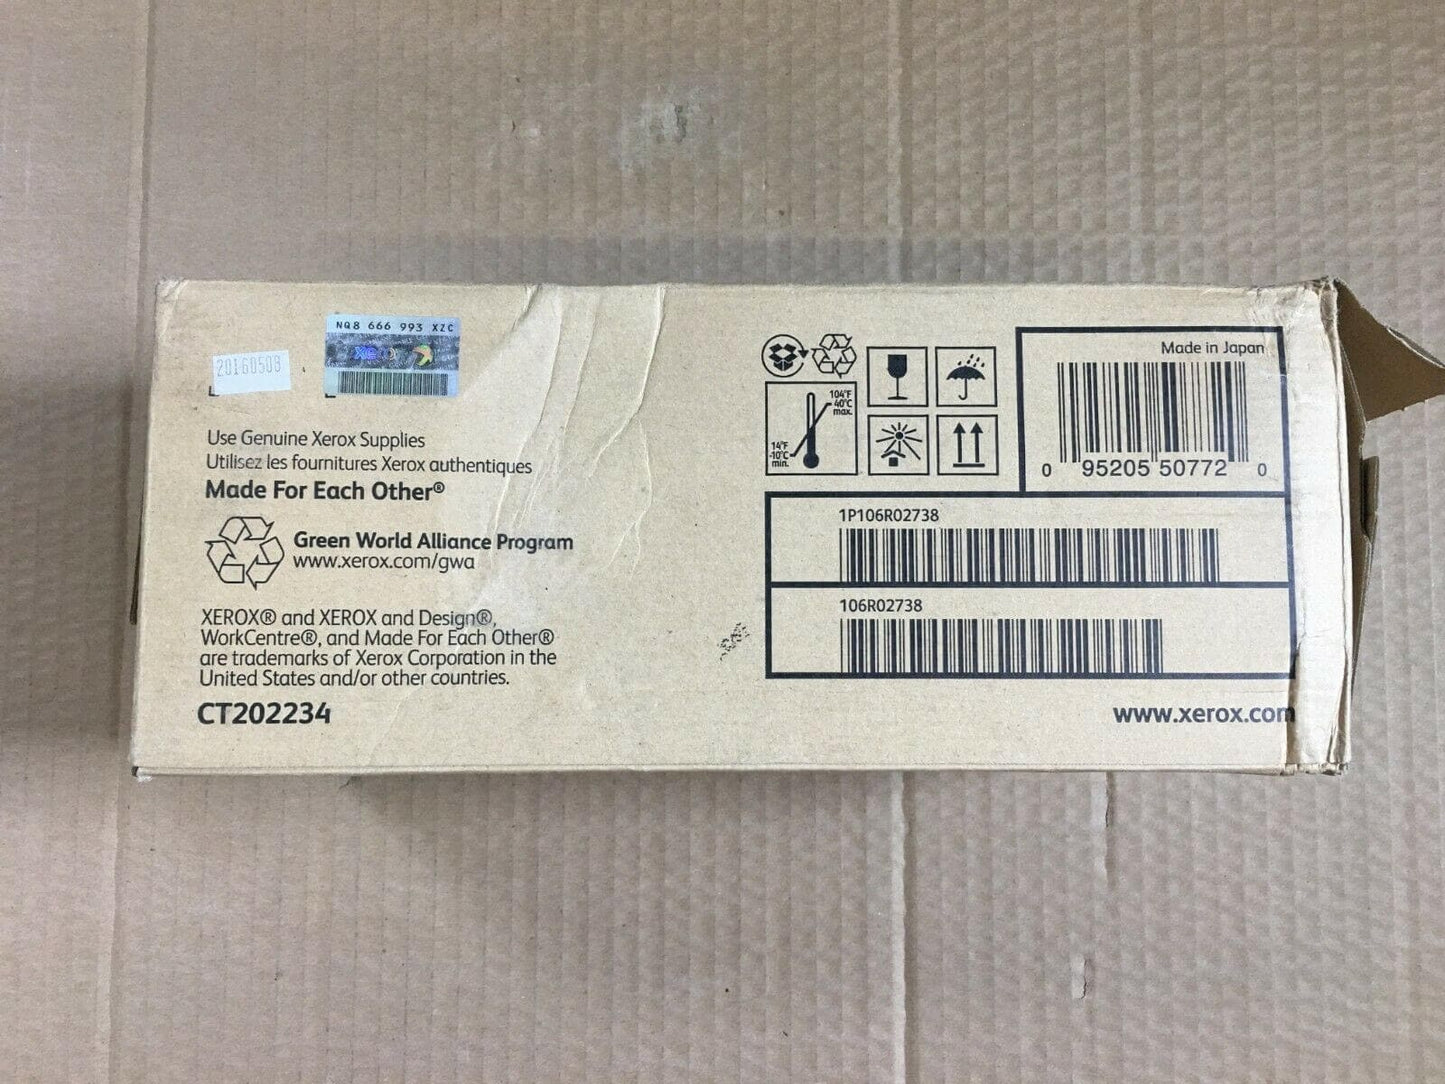 NQ8 666 993 XZC
xerox
20160509
Use Genuine Xerox Supplies
Utilisez les fournitures Xerox authentiques
Made For Each Other®
Green World Alliance Program
www.xerox.com/gwa
XEROX® and XEROX and Design®,
WorkCentre®, and Made For Each Other®
are trademarks of Xerox Corporation in the
United States and/or other countries.
CT202234
104°F
40°C
max.
14°F
-10°C
min.
Made in Japan
0 95205 50772 0
1P106R02738
106R02738
www.xerox.com